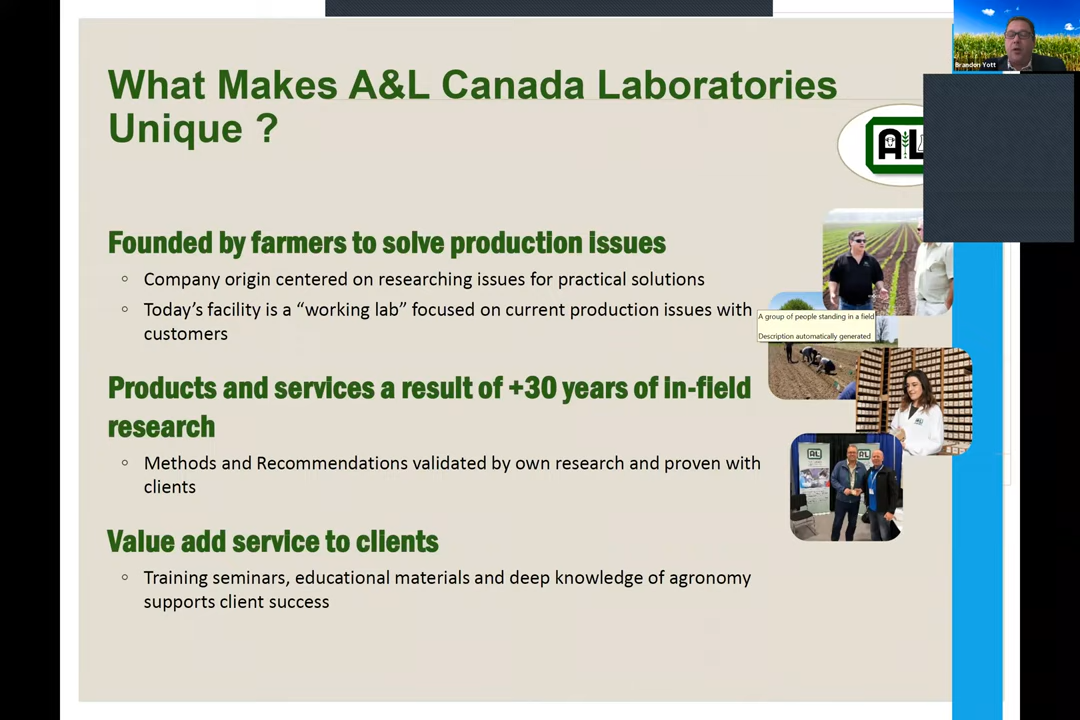 What Makes A&L Canada Laboratories
Unique ?
Brandon Yott
A L
Founded by farmers to solve production issues
◦ Company origin centered on researching issues for practical solutions
◦ Today’s facility is a “working lab” focused on current production issues with
customers
A group of people standing in a field
Description automatically generated
Products and services a result of +30 years of in-field
research
◦ Methods and Recommendations validated by own research and proven with
clients
Value add service to clients
◦ Training seminars, educational materials and deep knowledge of agronomy
supports client success